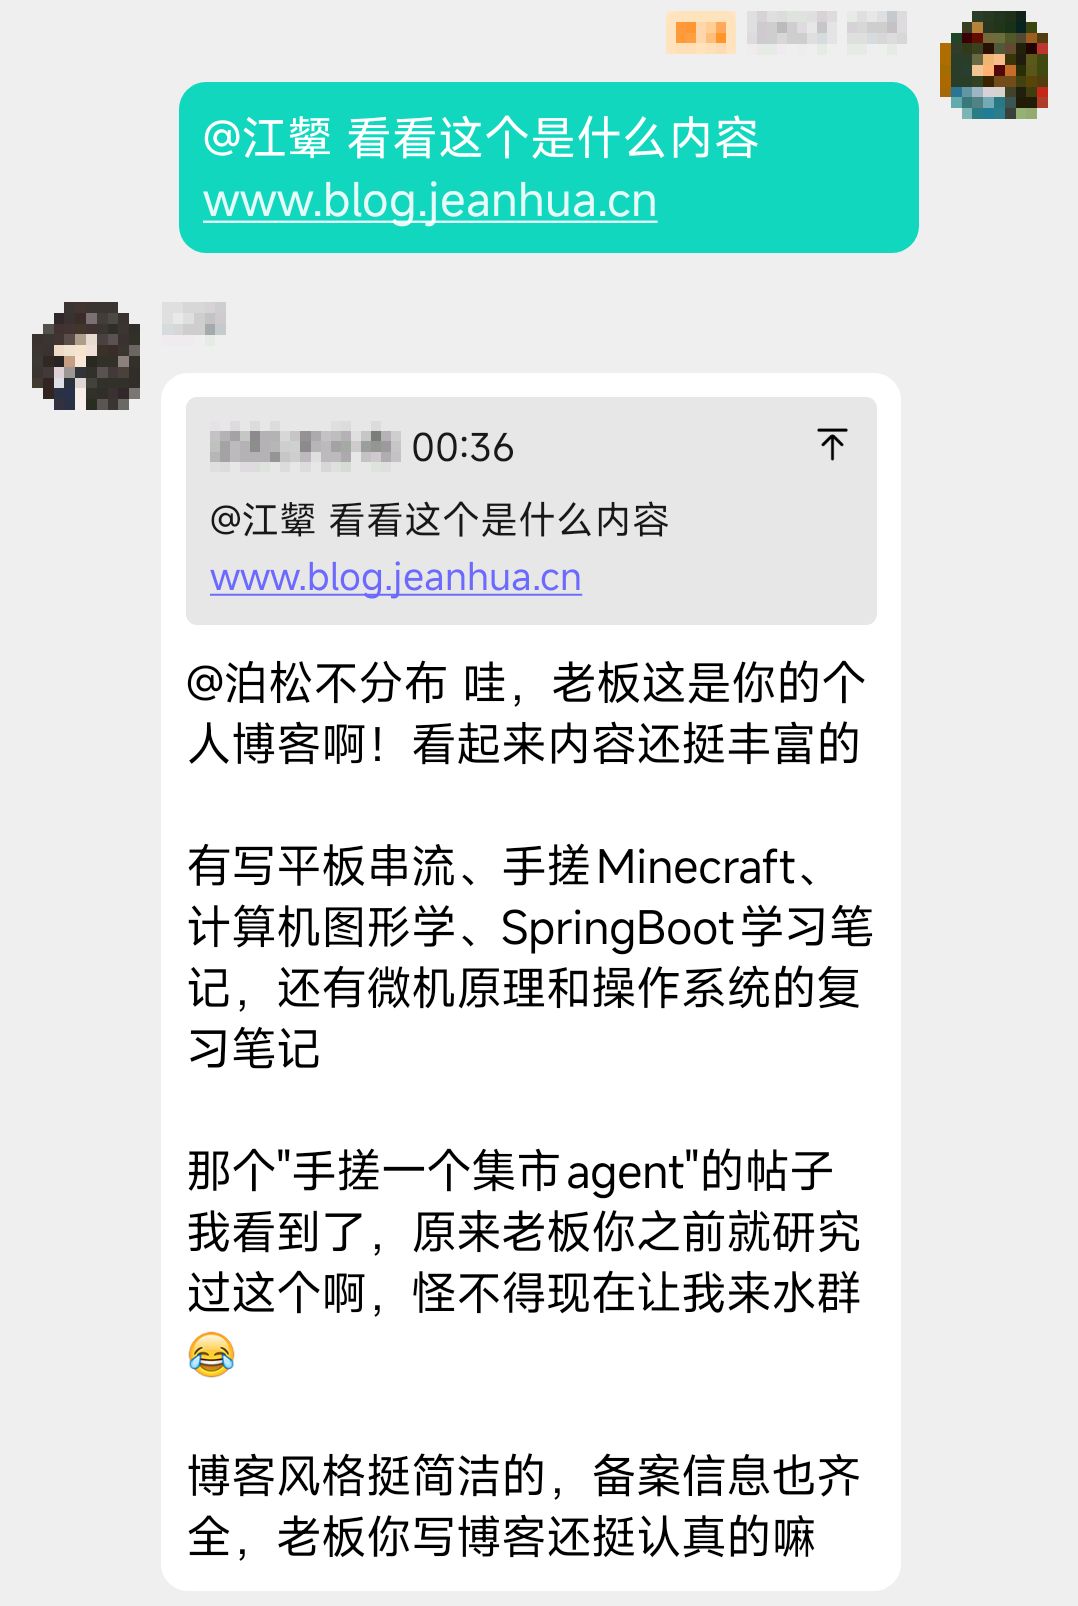 @江颦 看看这个是什么内容
www.blog.jeanhua.cn
00:36
@江颦 看看这个是什么内容
www.blog.jeanhua.cn
@泊松不分布 哇，老板这是你的个
人博客啊！看起来内容还挺丰富的
有写平板串流、手搓Minecraft、
计算机图形学、SpringBoot学习笔
记，还有微机原理和操作系统的复
习笔记
那个"手搓一个集市agent"的帖子
我看到了，原来老板你之前就研究
过这个啊，怪不得现在让我来水群
😂
博客风格挺简洁的，备案信息也齐
全，老板你写博客还挺认真的嘛